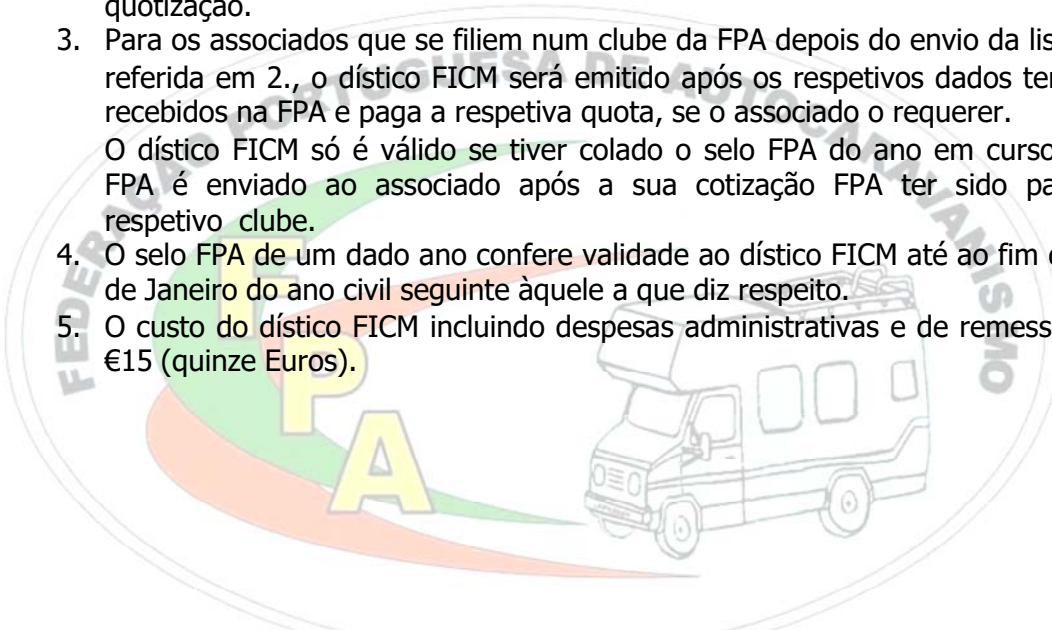 quotização.
3. Para os associados que se filiem num clube da FPA depois do envio da lis
referida em 2., o dístico FICM será emitido após os respetivos dados ter
recebidos na FPA e paga a respetiva quota, se o associado o requerer.
O dístico FICM só é válido se tiver colado o selo FPA do ano em curso
FPA é enviado ao associado após a sua cotização FPA ter sido pa
respetivo clube.
4. O selo FPA de um dado ano confere validade ao dístico FICM até ao fim
de Janeiro do ano civil seguinte àquele a que diz respeito.
5. O custo do dístico FICM incluindo despesas administrativas e de remess
€15 (quinze Euros).
FEDERAÇÃO PORTUGUESA DE AUTOCARAVANISMO
FPA